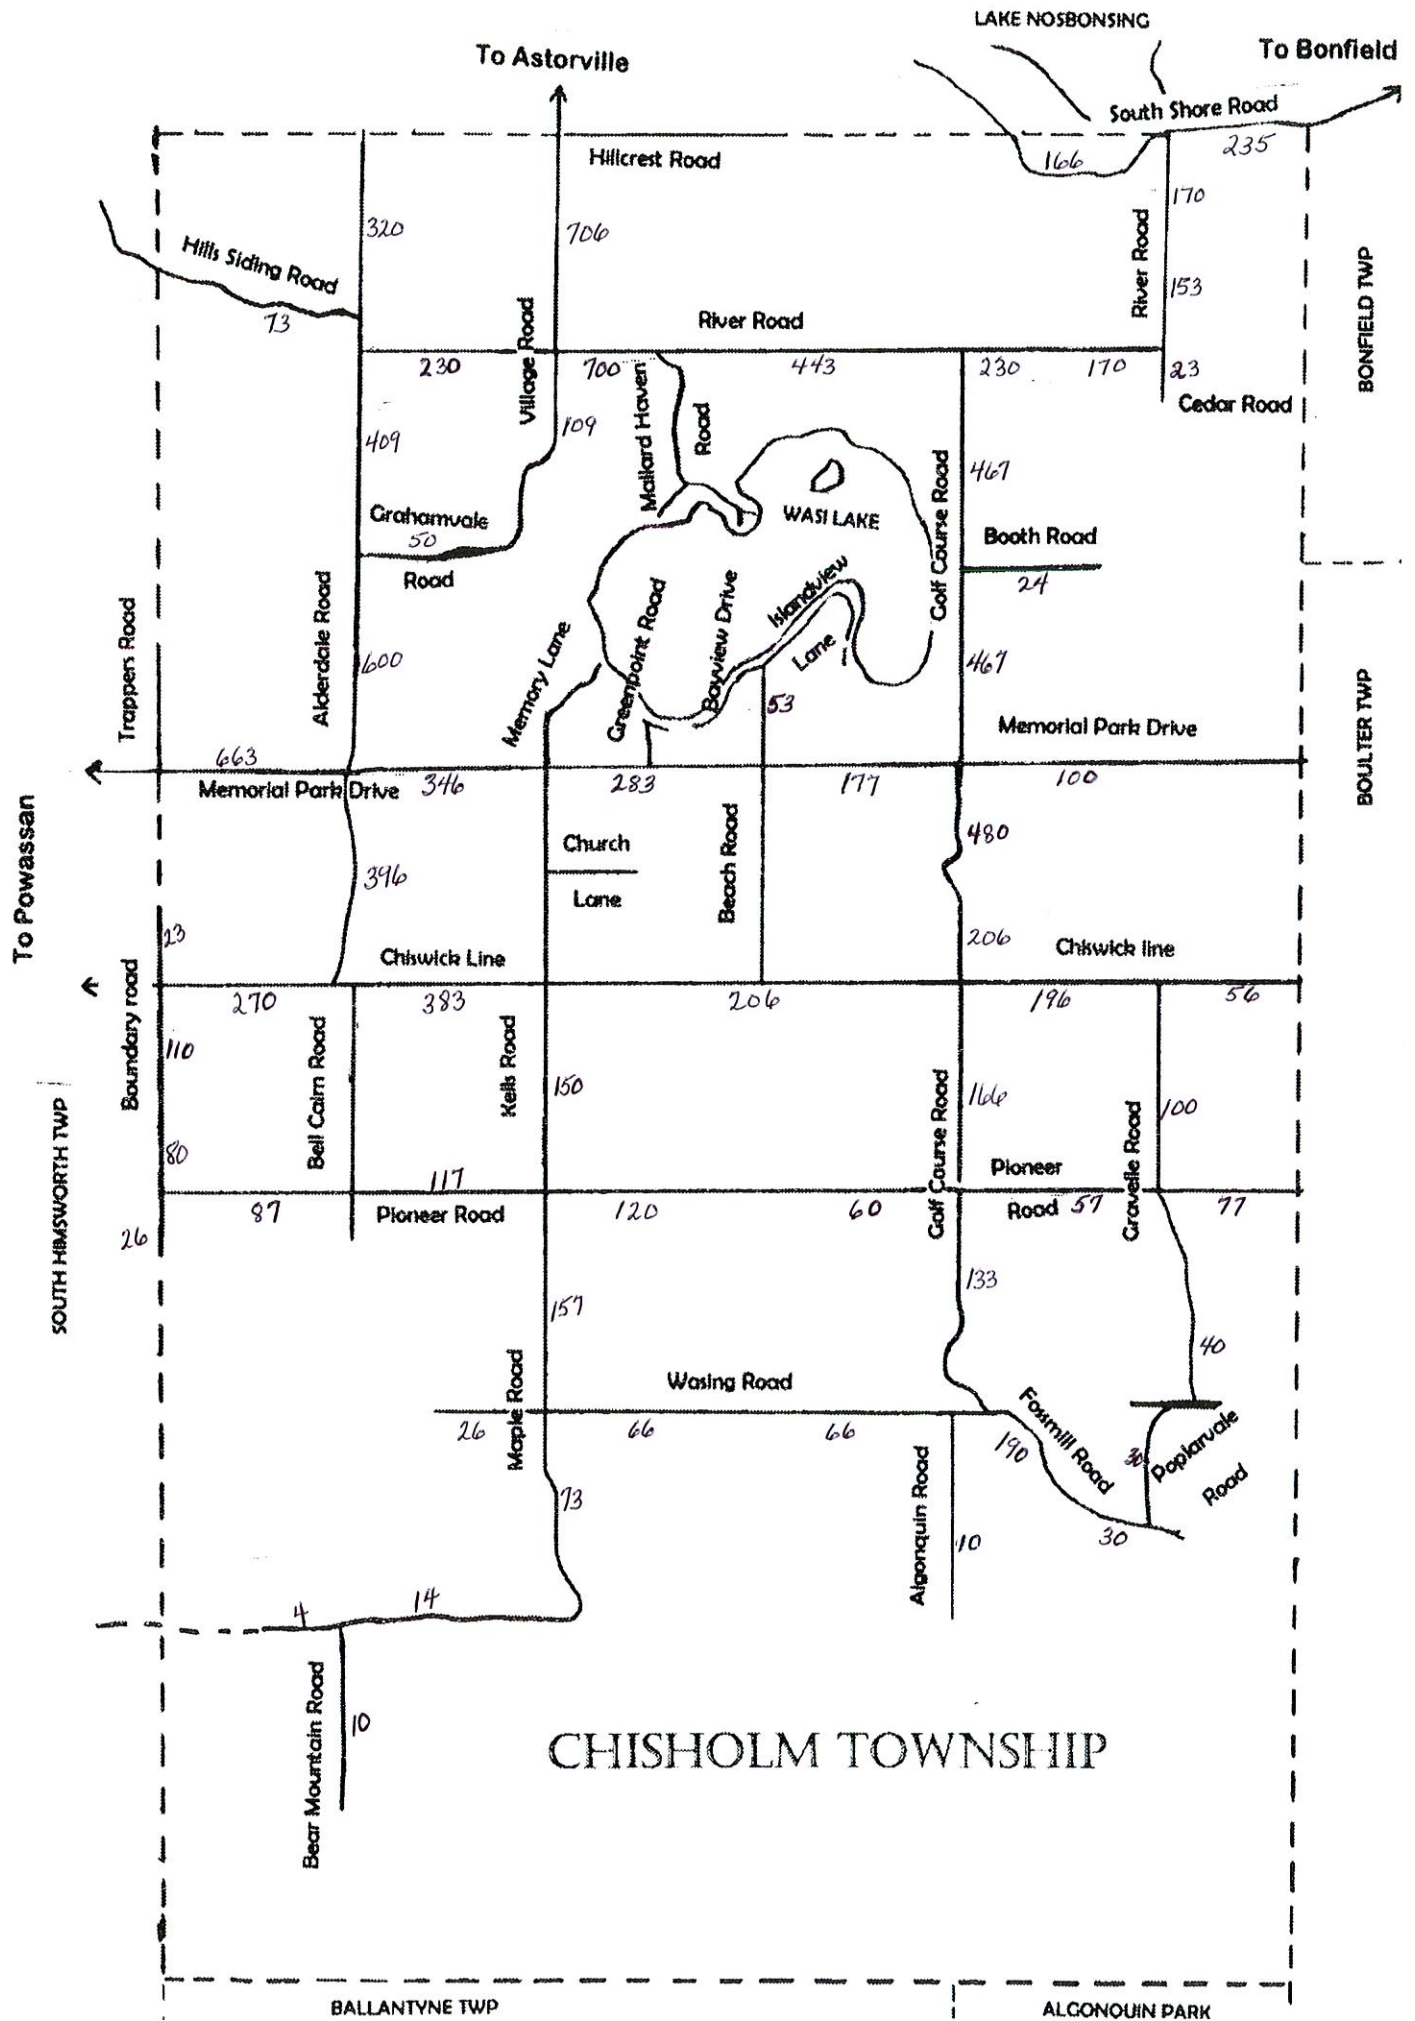 LAKE NOSBONSING
To Astorville
To Bonfield
South Shore Road
235
Hillcrest Road
166
170
320
706
River Road
Hills Siding Road
153
73
BONFIELD TWP
River Road
Village Road
230
700
443
230
170
23
Mallard Haven
Road
Cedar Road
109
409
467
Golf Course Road
Grahamvale
50
Road
WASI LAKE
Booth Road
24
Islandview
Lane
Bayview Drive
Greenpoint Road
Memory Lane
Alderdale Road
Trappers Road
600
467
53
BOULTER TWP
Memorial Park Drive
663
Memorial Park Drive
346
283
177
100
To Powassan
Church
Lane
Beach Road
480
396
23
206
Chiswick Line
Chiswick line
270
383
206
196
56
Boundary road
110
Bell Cairn Road
Kells Road
150
166
100
Golf Course Road
Gravelle Road
SOUTH HIMSWORTH TWP
80
117
Pioneer
Road
57
77
87
Pioneer Road
120
60
26
133
157
40
Maple Road
Wasing Road
26
66
66
Fossmill Road
190
30
Poplarvale
Road
73
Algonquin Road
10
30
4
14
Bear Mountain Road
10
CHISHOLM TOWNSHIP
BALLANTYNE TWP
ALGONQUIN PARK